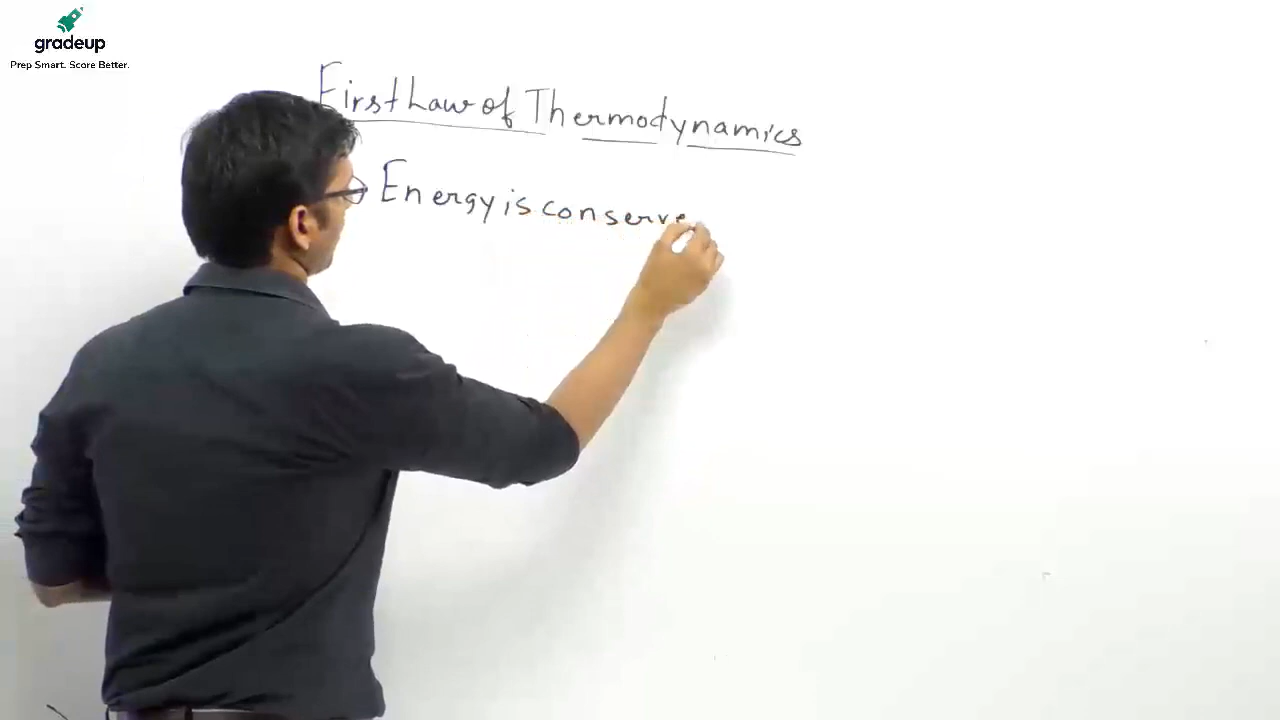 gradeup
Prep Smart. Score Better.
First Law of Thermodynamics
Energy is conserve